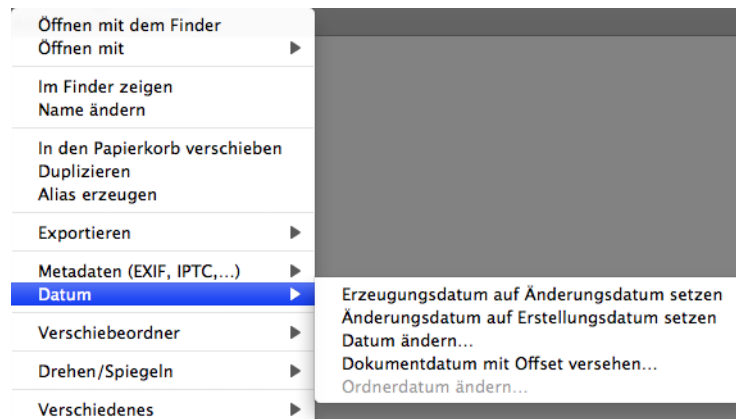 Öffnen mit dem Finder
Öffnen mit
Im Finder zeigen
Name ändern
In den Papierkorb verschieben
Duplizieren
Alias erzeugen
Exportieren
Metadaten (EXIF, IPTC,...)
Datum
Erzeugungsdatum auf Änderungsdatum setzen
Änderungsdatum auf Erstellungsdatum setzen
Datum ändern...
Dokumentdatum mit Offset versehen...
Ordnerdatum ändern...
Verschiebeordner
Drehen/Spiegeln
Verschiedenes